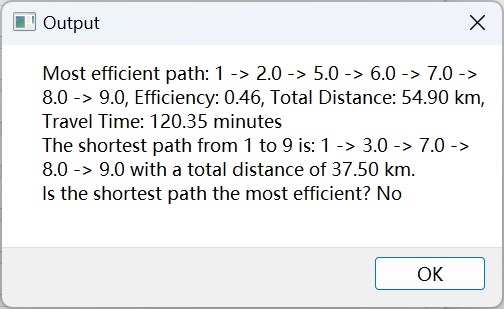 Output
Most efficient path: 1 -> 2.0 -> 5.0 -> 6.0 -> 7.0 ->
8.0 -> 9.0, Efficiency: 0.46, Total Distance: 54.90 km,
Travel Time: 120.35 minutes
The shortest path from 1 to 9 is: 1 -> 3.0 -> 7.0 ->
8.0 -> 9.0 with a total distance of 37.50 km.
Is the shortest path the most efficient? No
OK